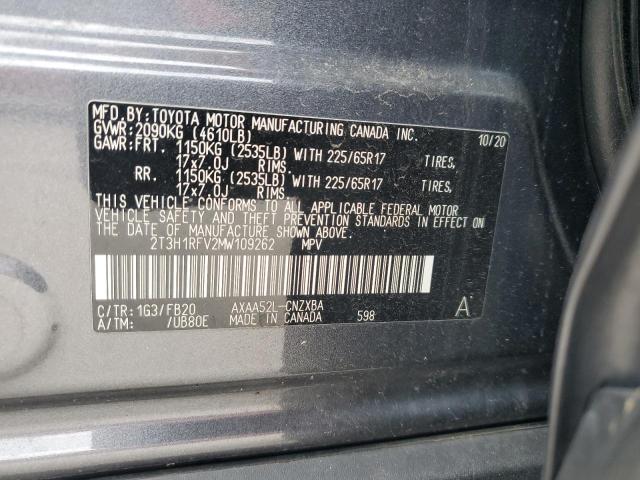 MFD.BY:TOYOTA MOTOR MANUFACTURING CANADA INC.
GVWR:2090KG (4610LB) 10/20
GAWR:FRT. 1150KG (2535LB) WITH 225/65R17 TIRES,
17x7.0J RIMS.
RR. 1150KG (2535LB) WITH 225/65R17 TIRES,
17x7.0J RIMS.
THIS VEHICLE CONFORMS TO ALL APPLICABLE FEDERAL MOTOR
VEHICLE SAFETY AND THEFT PREVENTION STANDARDS IN EFFECT ON
THE DATE OF MANUFACTURE SHOWN ABOVE.
2T3H1RFV2MW109262 MPV
C/TR:1G3/FB20 AXAA52L-CNZXBA
A/TM: /UB80E MADE IN CANADA 598 A